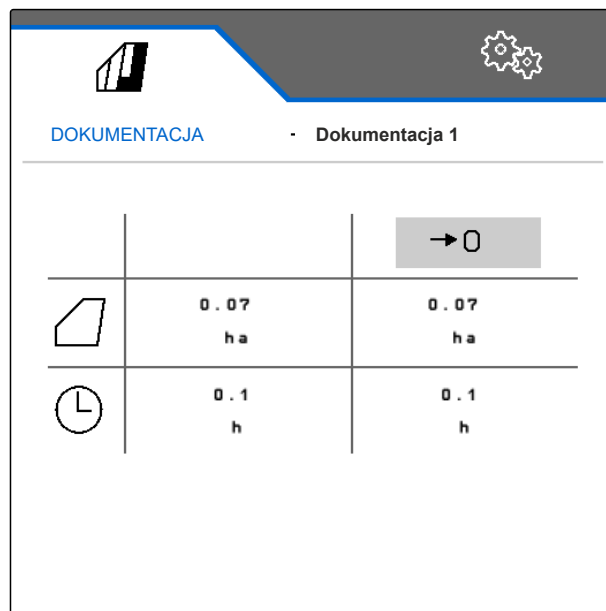 DOKUMENTACJA - Dokumentacja 1
→0
0.07 0.07
ha ha
0.1 0.1
h h